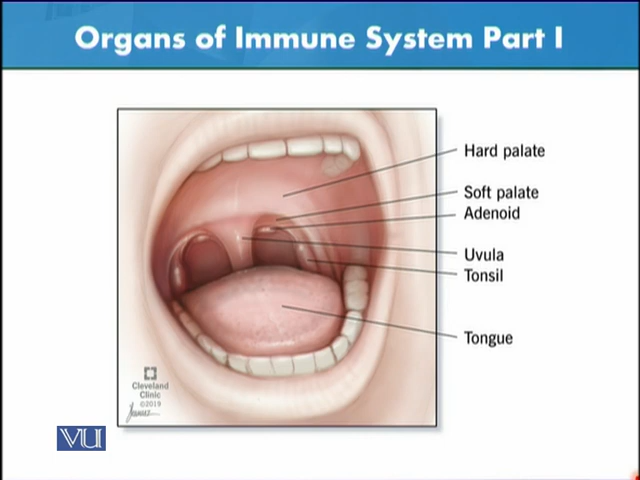 Organs of Immune System Part I
Hard palate
Soft palate
Adenoid
Uvula
Tonsil
Tongue
Cleveland
Clinic
©2019
VU